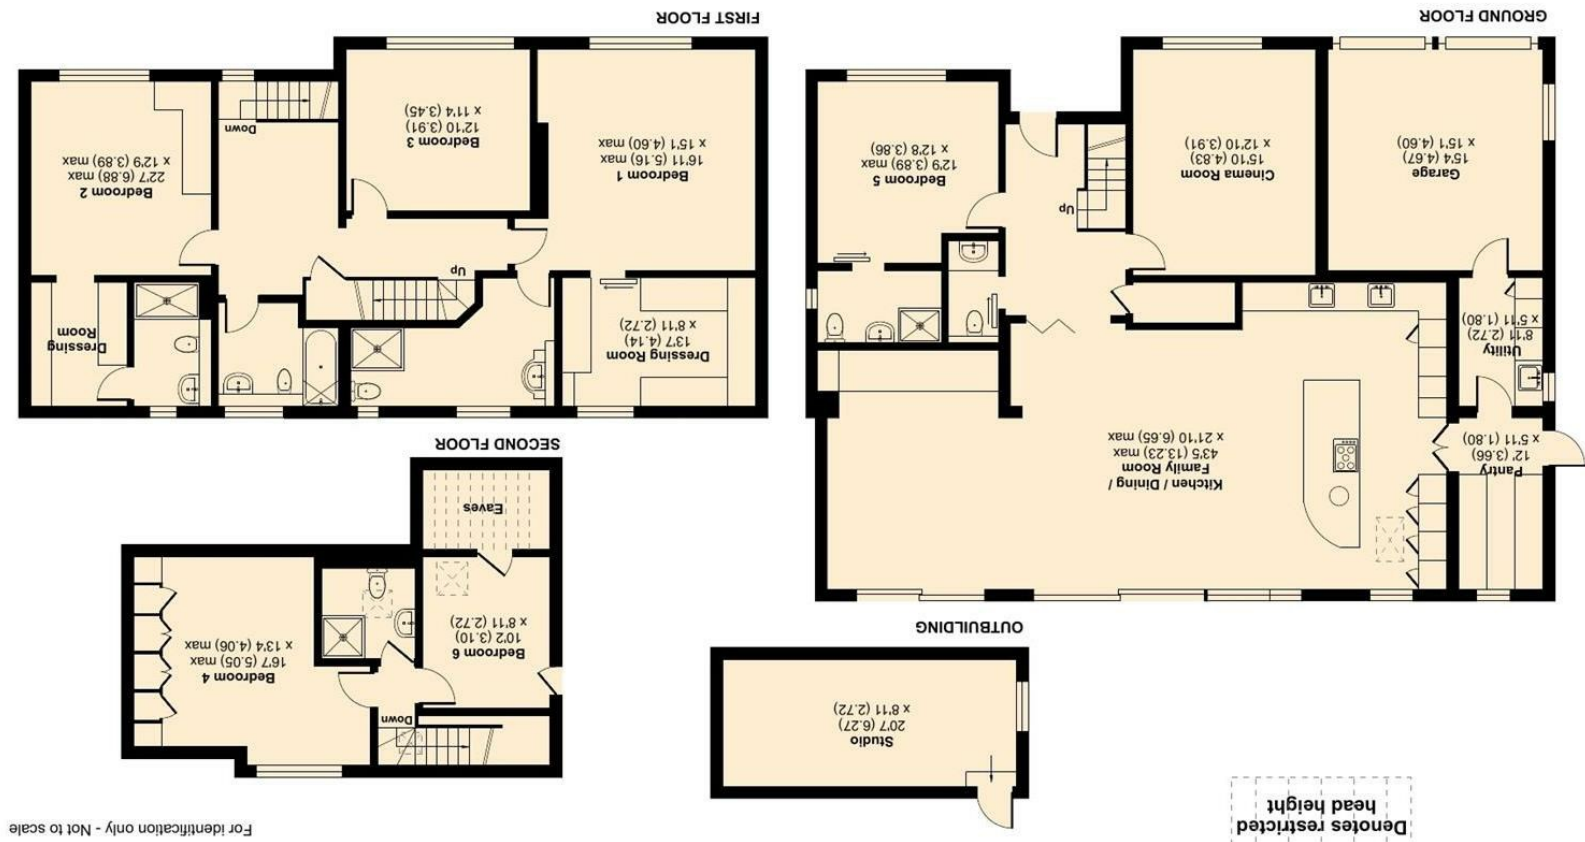 Denotes restricted
head height
For identification only - Not to scale
Studio
20'7 (6.27)
x 8'11 (2.72)
OUTBUILDING
Down
Bedroom 6
10'2 (3.10)
x 8'11 (2.72)
Bedroom 4
16'7 (5.05) max
x 13'4 (4.06) max
Eaves
SECOND FLOOR
Pantry
12' (3.66)
x 5'11 (1.80)
Kitchen / Dining /
Family Room
43'5 (13.23) max
x 21'10 (6.65) max
Utility
8'11 (2.72)
x 5'11 (1.80)
Garage
15'4 (4.67)
x 15'1 (4.60)
Cinema Room
15'10 (4.83)
x 12'10 (3.91)
Up
Bedroom 5
12'9 (3.89) max
x 12'8 (3.86)
GROUND FLOOR
Dressing Room
13'7 (4.14)
x 8'11 (2.72)
Dressing
Room
Up
Bedroom 1
16'11 (5.16) max
x 15'1 (4.60) max
Bedroom 3
12'10 (3.91)
x 11'4 (3.45)
Down
Bedroom 2
22'7 (6.88) max
x 12'9 (3.89) max
FIRST FLOOR